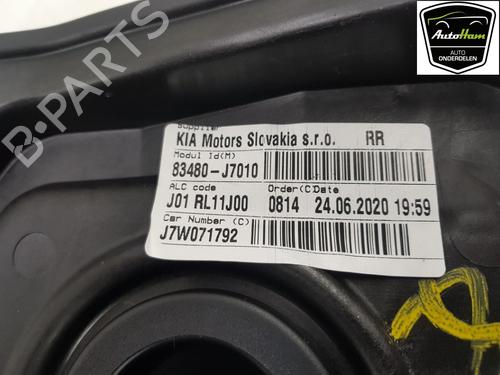 AutoHam
AUTO
ONDERDELEN
B-PARTS
Supplier
KIA Motors Slovakia s.r.o. RR
Modul Id(M)
83480-J7010
ALC code Order(C)Date
J01 RL11J00 0814 24.06.2020 19:59
Car Number (C)
J7W071792